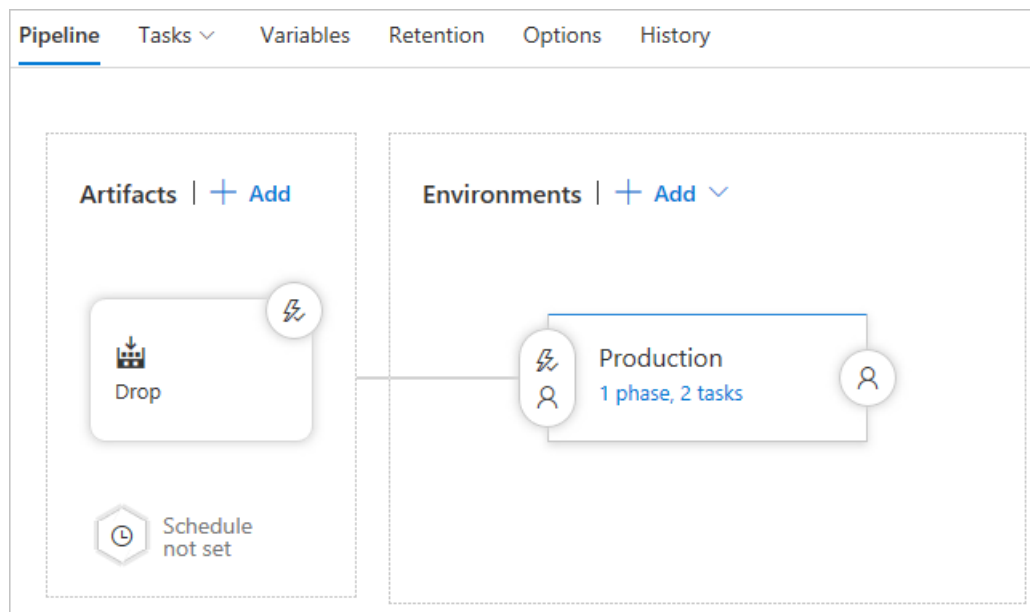 Pipeline Tasks Variables Retention Options History
Artifacts | + Add
Environments | + Add
Drop
Production
1 phase, 2 tasks
Schedule
not set